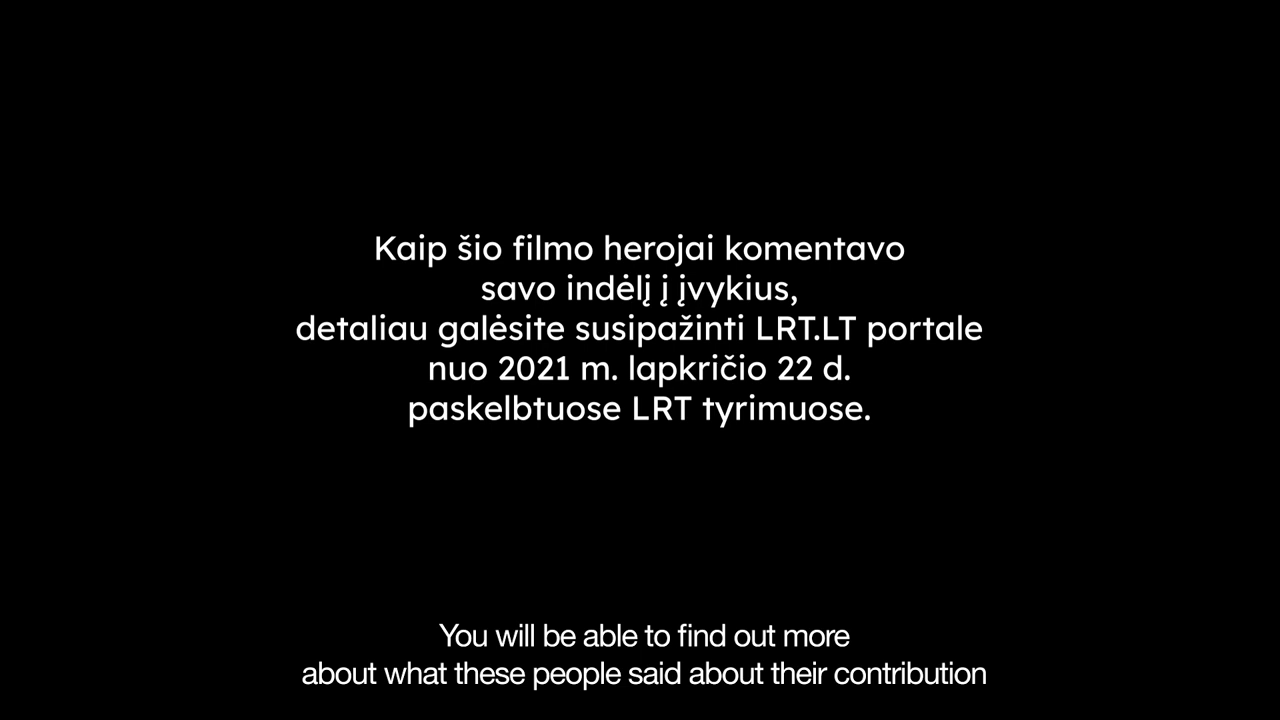 Kaip šio filmo herojai komentavo
savo indėlį į įvykius,
detaliau galėsite susipažinti LRT.LT portale
nuo 2021 m. lapkričio 22 d.
paskelbtuose LRT tyrimuose.
You will be able to find out more
about what these people said about their contribution